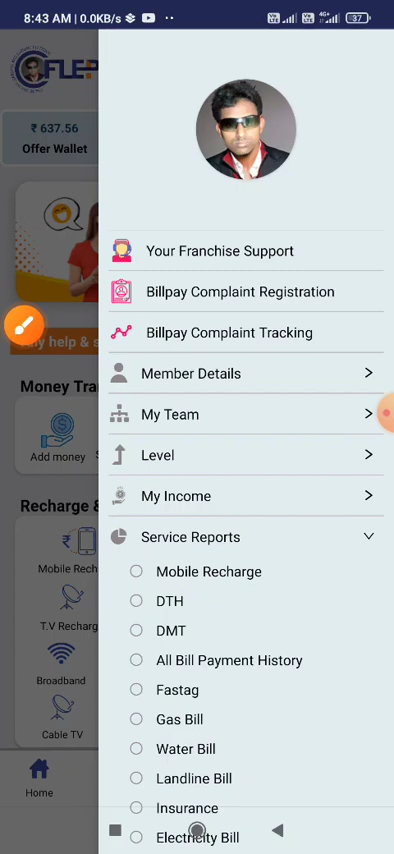 8:43 AM | 0.0KB/s
4G+
37
FLEP
₹ 637.56
Offer Wallet
help & s
Money Tra
Add money
Recharge &
Mobile Rech
T.V Recharg
Broadband
Cable TV
Home
Your Franchise Support
Billpay Complaint Registration
Billpay Complaint Tracking
Member Details
My Team
Level
My Income
Service Reports
Mobile Recharge
DTH
DMT
All Bill Payment History
Fastag
Gas Bill
Water Bill
Landline Bill
Insurance
Electricity Bill